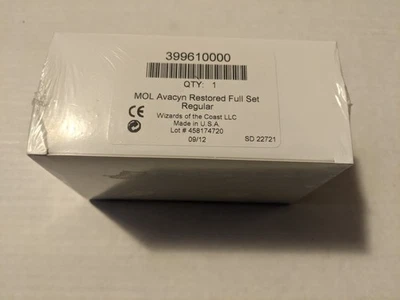 399610000
QTY: 1
MOL Avacyn Restored Full Set
Regular
Wizards of the Coast LLC
Made in U.S.A.
Lot # 458174720
09/12 SD 22721
CE